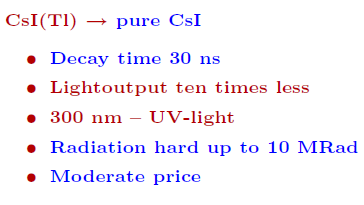 CsI(Tl) → pure CsI
• Decay time 30 ns
• Lightoutput ten times less
• 300 nm – UV-light
• Radiation hard up to 10 MRad
• Moderate price